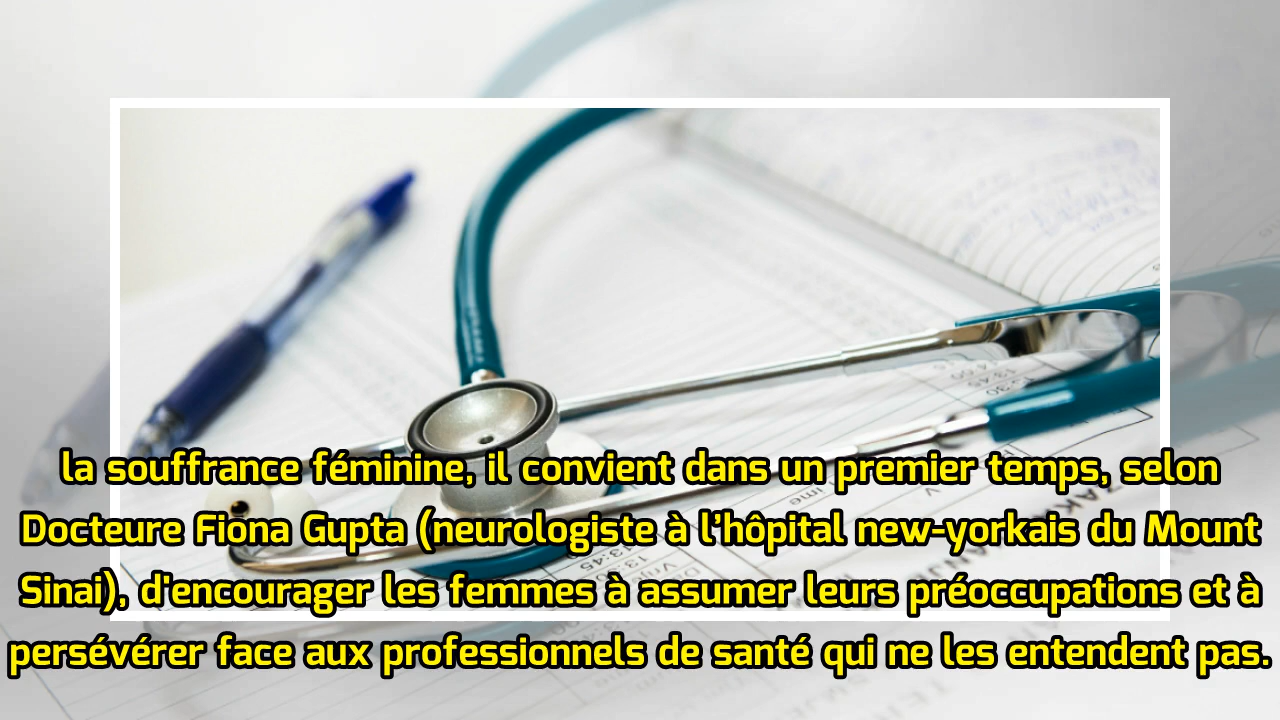 la souffrance féminine, il convient dans un premier temps, selon
Docteure Fiona Gupta (neurologiste à l'hôpital new-yorkais du Mount
Sinai), d'encourager les femmes à assumer leurs préoccupations et à
persévérer face aux professionnels de santé qui ne les entendent pas.